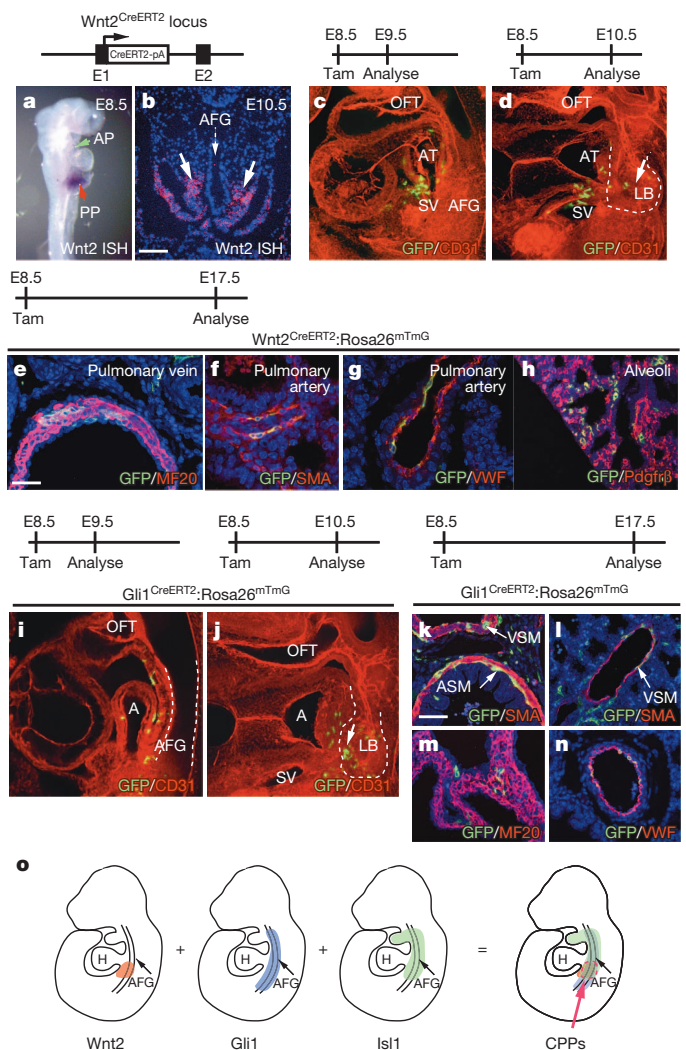 Wnt2CreERT2 locus
CreERT2-pA
E1 E2
E8.5 E9.5
Tam Analyse
E8.5 E10.5
Tam Analyse
a E8.5
AP
PP
Wnt2 ISH
b E10.5
AFG
Wnt2 ISH
c OFT
AT
SV AFG
GFP/CD31
d OFT
AT
LB
SV
GFP/CD31
E8.5 E17.5
Tam Analyse
Wnt2CreERT2:Rosa26mTmG
e Pulmonary vein
GFP/MF20
f Pulmonary
artery
GFP/SMA
g Pulmonary
artery
GFP/VWF
h Alveoli
GFP/Pdgfrβ
E8.5 E9.5
Tam Analyse
E8.5 E10.5
Tam Analyse
E8.5 E17.5
Tam Analyse
Gli1CreERT2:Rosa26mTmG
Gli1CreERT2:Rosa26mTmG
i OFT
A
AFG
GFP/CD31
j OFT
A
LB
SV
GFP/CD31
k VSM
ASM
GFP/SMA
l
VSM
GFP/SMA
m
GFP/MF20
n
GFP/VWF
o
H
AFG
Wnt2
+
H
AFG
Gli1
+
H
AFG
Isl1
=
H
AFG
CPPs